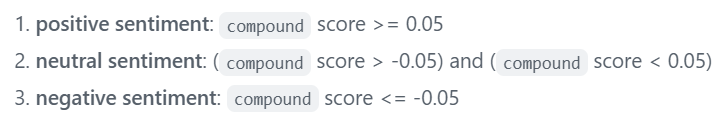 1. positive sentiment: compound score >= 0.05
2. neutral sentiment: (compound score > -0.05) and (compound score < 0.05)
3. negative sentiment: compound score <= -0.05